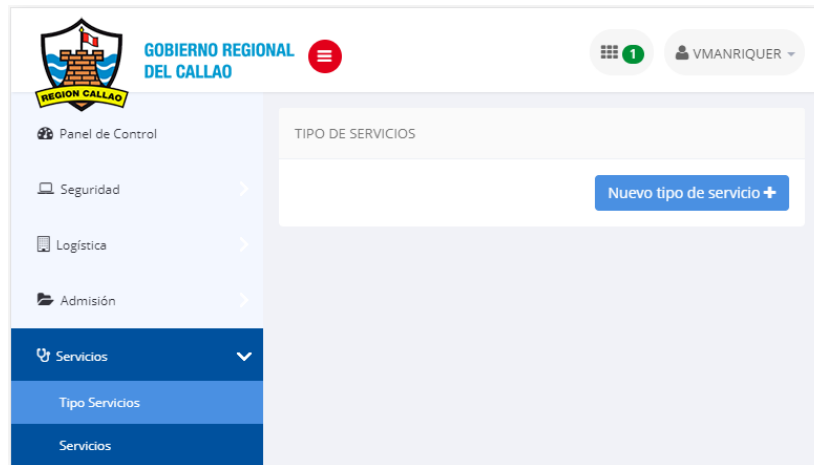 GOBIERNO REGIONAL
DEL CALLAO
REGION CALLAO
1
VMANRIQUER
Panel de Control
TIPO DE SERVICIOS
Seguridad
Nuevo tipo de servicio
Logística
Admisión
Servicios
Tipo Servicios
Servicios